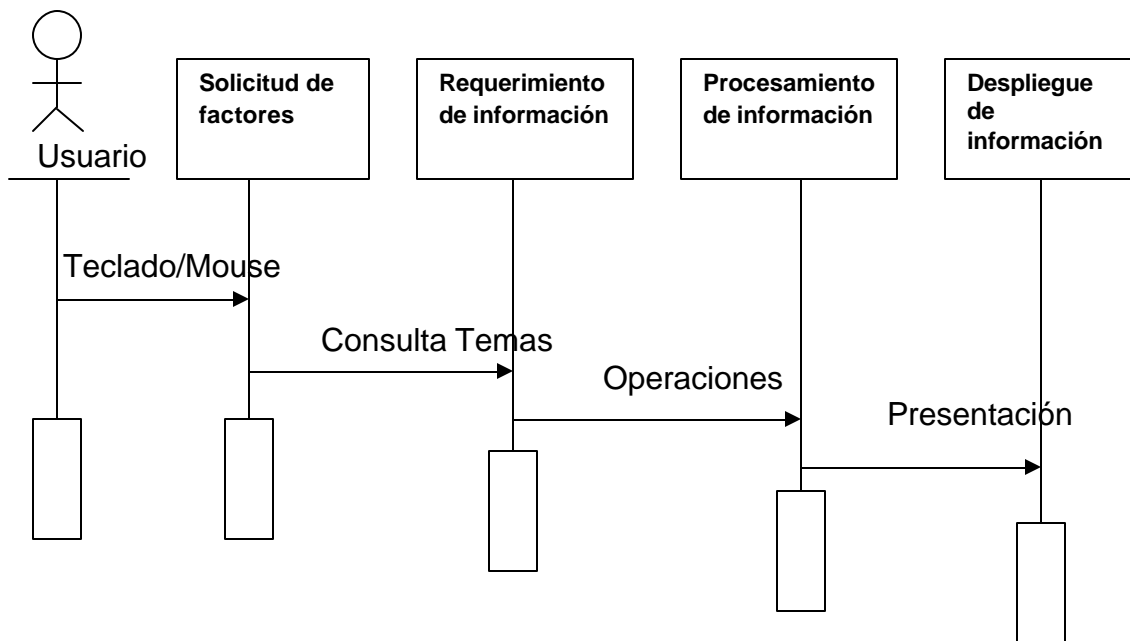 Usuario
Solicitud de
factores
Requerimiento
de información
Procesamiento
de información
Despliegue
de
información
Teclado/Mouse
Consulta Temas
Operaciones
Presentación